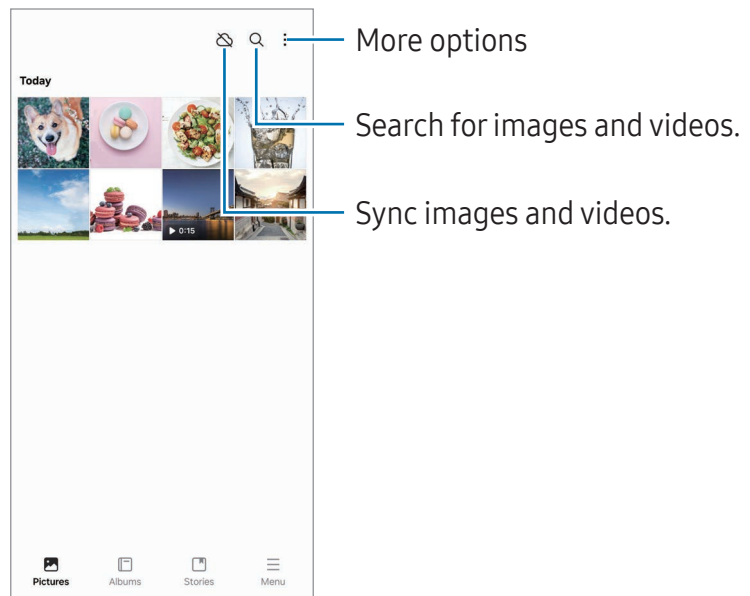 More options
Today
Search for images and videos.
Sync images and videos.
0:15
Pictures Albums Stories Menu